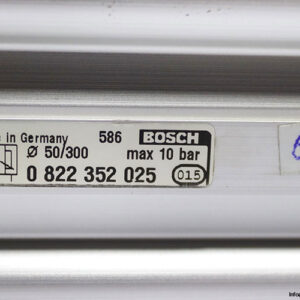 in Germany 586 BOSCH
Ø 50/300 max 10 bar
0 822 352 025 015